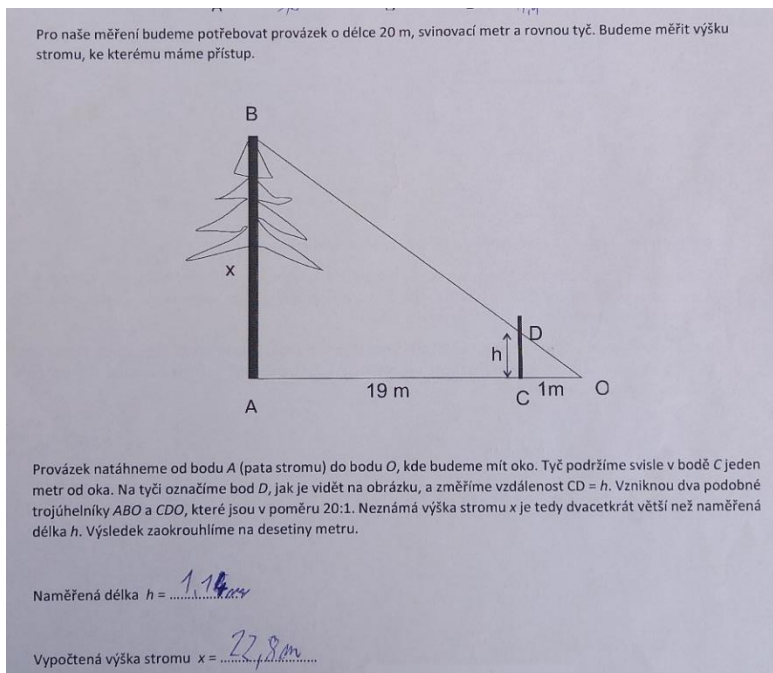 Pro naše měření budeme potřebovat provázek o délce 20 m, svinovací metr a rovnou tyč. Budeme měřit výšku
stromu, ke kterému máme přístup.
B
x
D
h
19 m
1m
O
C
A
Provázek natáhneme od bodu A (pata stromu) do bodu O, kde budeme mít oko. Tyč podržíme svisle v bodě C jeden
metr od oka. Na tyči označíme bod D, jak je vidět na obrázku, a změříme vzdálenost CD = h. Vzniknou dva podobné
trojúhelníky ABO a CDO, které jsou v poměru 20:1. Neznámá výška stromu x je tedy dvacetkrát větší než naměřená
délka h. Výsledek zaokrouhlíme na desetiny metru.
Naměřená délka h = 1,14m
Vypočtená výška stromu x = 22,8m